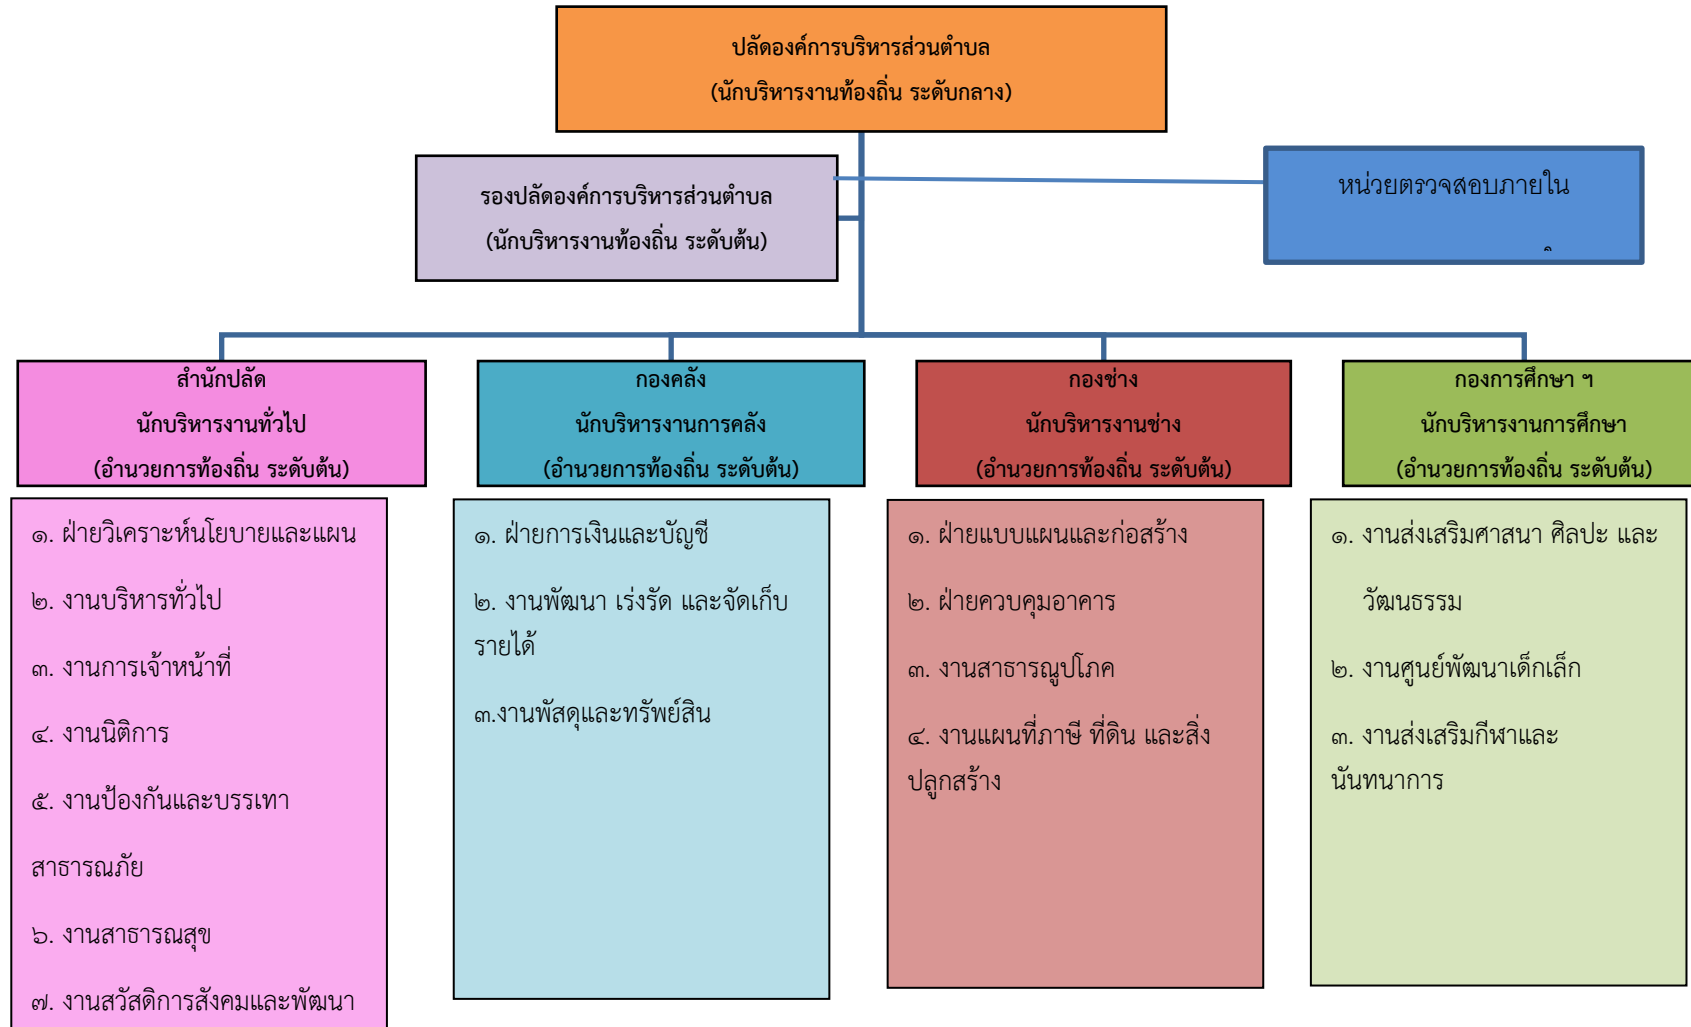 ปลัดองค์การบริหารส่วนตำบล
(นักบริหารงานท้องถิ่น ระดับกลาง)
รองปลัดองค์การบริหารส่วนตำบล
(นักบริหารงานท้องถิ่น ระดับต้น)
หน่วยตรวจสอบภายใน
สำนักปลัด
นักบริหารงานทั่วไป
(อำนวยการท้องถิ่น ระดับต้น)
๑. ฝ่ายวิเคราะห์นโยบายและแผน
๒. งานบริหารทั่วไป
๓. งานการเจ้าหน้าที่
๔. งานนิติการ
๕. งานป้องกันและบรรเทา
สาธารณภัย
๖. งานสาธารณสุข
๗. งานสวัสดิการสังคมและพัฒนา
กองคลัง
นักบริหารงานการคลัง
(อำนวยการท้องถิ่น ระดับต้น)
๑. ฝ่ายการเงินและบัญชี
๒. งานพัฒนา เร่งรัด และจัดเก็บ
รายได้
๓.งานพัสดุและทรัพย์สิน
กองช่าง
นักบริหารงานช่าง
(อำนวยการท้องถิ่น ระดับต้น)
๑. ฝ่ายแบบแผนและก่อสร้าง
๒. ฝ่ายควบคุมอาคาร
๓. งานสาธารณูปโภค
๔. งานแผนที่ภาษี ที่ดิน และสิ่ง
ปลูกสร้าง
กองการศึกษา ฯ
นักบริหารงานการศึกษา
(อำนวยการท้องถิ่น ระดับต้น)
๑. งานส่งเสริมศาสนา ศิลปะ และ
วัฒนธรรม
๒. งานศูนย์พัฒนาเด็กเล็ก
๓. งานส่งเสริมกีฬาและ
นันทนาการ